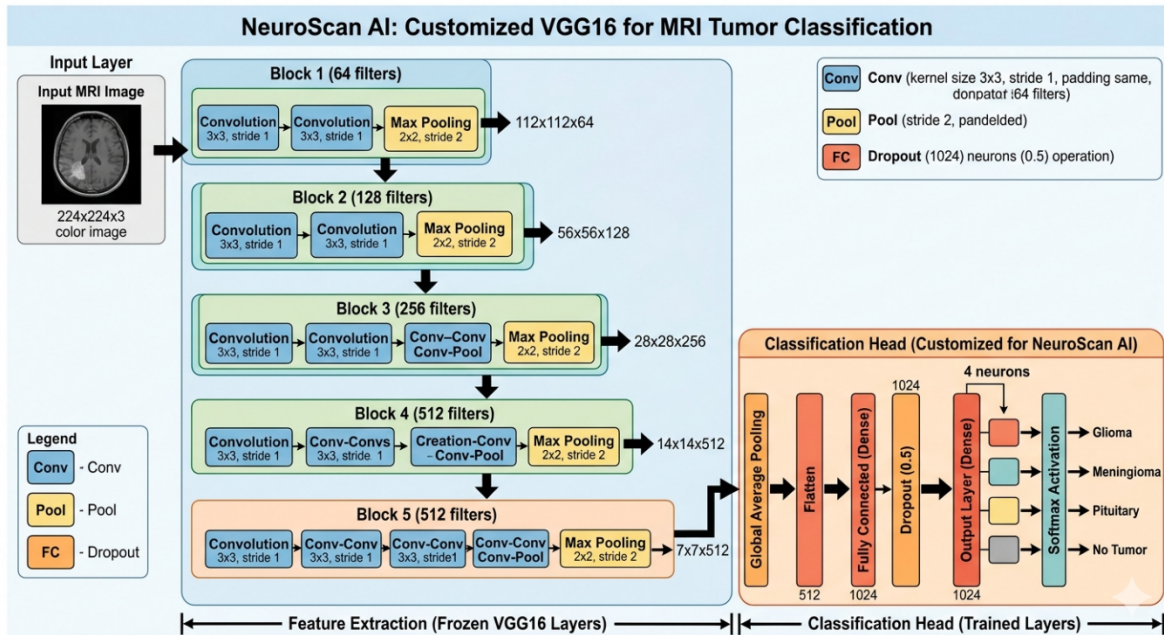 NeuroScan AI: Customized VGG16 for MRI Tumor Classification
Input Layer
Input MRI Image
224x224x3
color image
Block 1 (64 filters)
Convolution
3x3, stride 1
Convolution
3x3, stride 1
Max Pooling
2x2, stride 2
112x112x64
Block 2 (128 filters)
Convolution
3x3, stride 1
Convolution
3x3, stride 1
Max Pooling
2x2, stride 2
56x56x128
Block 3 (256 filters)
Convolution
3x3, stride 1
Convolution
3x3, stride 1
Conv–Conv
Conv-Pool
Max Pooling
2x2, stride 2
28x28x256
Block 4 (512 filters)
Convolution
3x3, stride 1
Conv-Convs
3x3, stride. 1
Creation-Conv
– Conv-Pool
Max Pooling
2x2, stride 2
14x14x512
Block 5 (512 filters)
Convolution
3x3, stride 1
Conv-Conv
3x3, stride 1
Conv-Conv
3x3, stride1
Conv-Conv
Conv-Pool
Max Pooling
2x2, stride 2
7x7x512
Feature Extraction (Frozen VGG16 Layers)
Conv
Conv (kernel size 3x3, stride 1, padding same,
donpator i64 filters)
Pool
Pool (stride 2, pandelded)
FC
Dropout (1024) neurons (0.5) operation)
Legend
Conv - Conv
Pool - Pool
FC - Dropout
Classification Head (Customized for NeuroScan AI)
Global Average Pooling
Flatten
512
Fully Connected (Dense)
1024
1024
Dropout (0.5)
4 neurons
Output Layer (Dense)
1024
Softmax Activation
Glioma
Meningioma
Pituitary
No Tumor
Classification Head (Trained Layers)